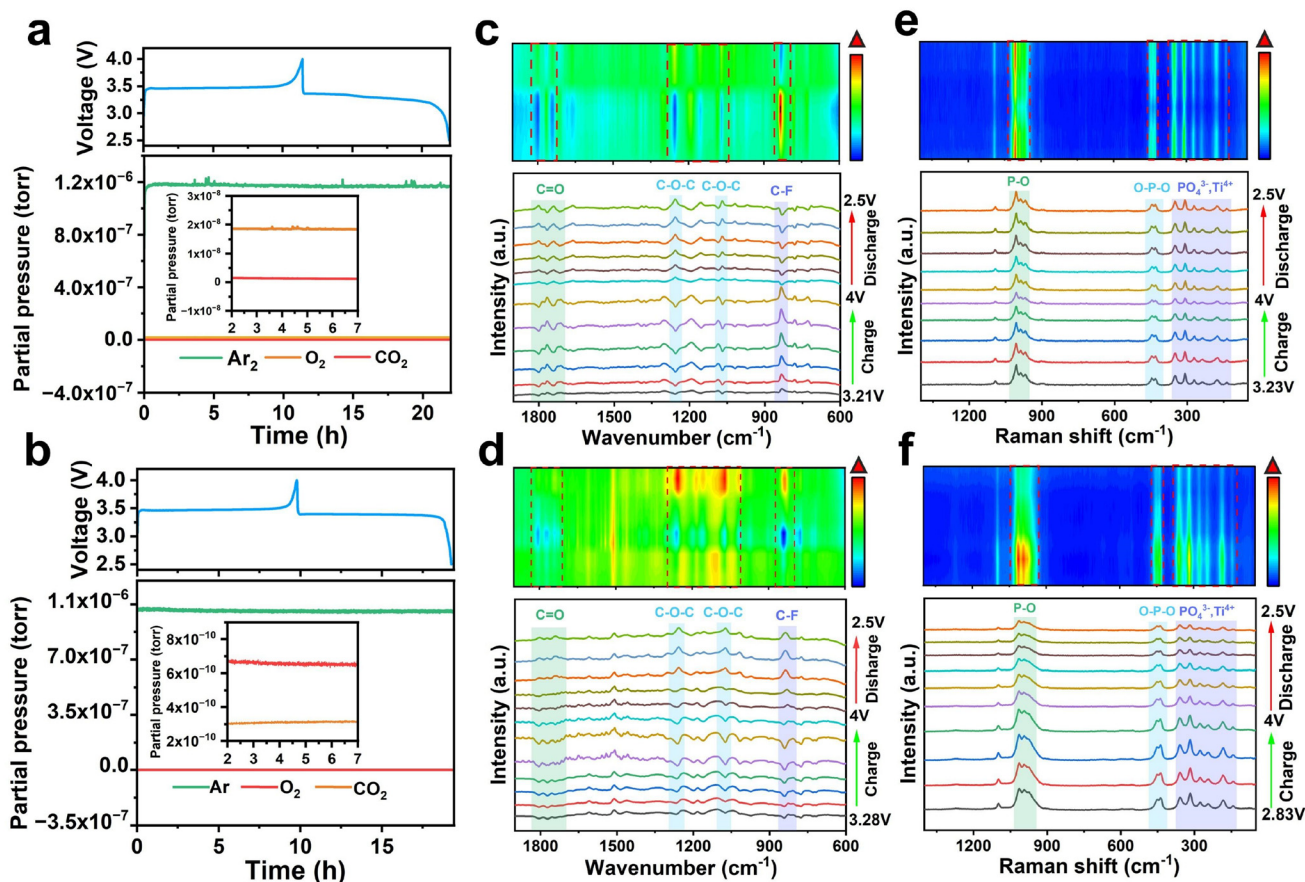 a
Voltage (V)
4.0
3.5
3.0
2.5
Partial pressure (torr)
1.2x10⁻⁶
8.0x10⁻⁷
4.0x10⁻⁷
0.0
−4.0x10⁻⁷
Partial pressure (torr)
3x10⁻⁸
2x10⁻⁸
1x10⁻⁸
0
−1x10⁻⁸
2 3 4 5 6 7
Ar₂ O₂ CO₂
0 5 10 15 20
Time (h)
b
Voltage (V)
4.0
3.5
3.0
2.5
Partial pressure (torr)
1.1x10⁻⁶
7.0x10⁻⁷
3.5x10⁻⁷
0.0
−3.5x10⁻⁷
Partial pressure (torr)
8x10⁻¹⁰
6x10⁻¹⁰
4x10⁻¹⁰
2x10⁻¹⁰
2 3 4 5 6 7
Ar O₂ CO₂
0 5 10 15
Time (h)
c
C=O C-O-C C-O-C C-F
Intensity (a.u.)
2.5V
Discharge
4V
Charge
3.21V
1800 1500 1200 900 600
Wavenumber (cm⁻¹)
d
C=O C-O-C C-O-C C-F
Intensity (a.u.)
2.5V
Disharge
4V
Charge
3.28V
1800 1500 1200 900 600
Wavenumber (cm⁻¹)
e
P-O O-P-O PO₄³⁻,Ti⁴⁺
Intensity (a.u.)
2.5V
Discharge
4V
Charge
3.23V
1200 900 600 300
Raman shift (cm⁻¹)
f
P-O O-P-O PO₄³⁻,Ti⁴⁺
Intensity (a.u.)
2.5V
Discharge
4V
Charge
2.83V
1200 900 600 300
Raman shift (cm⁻¹)